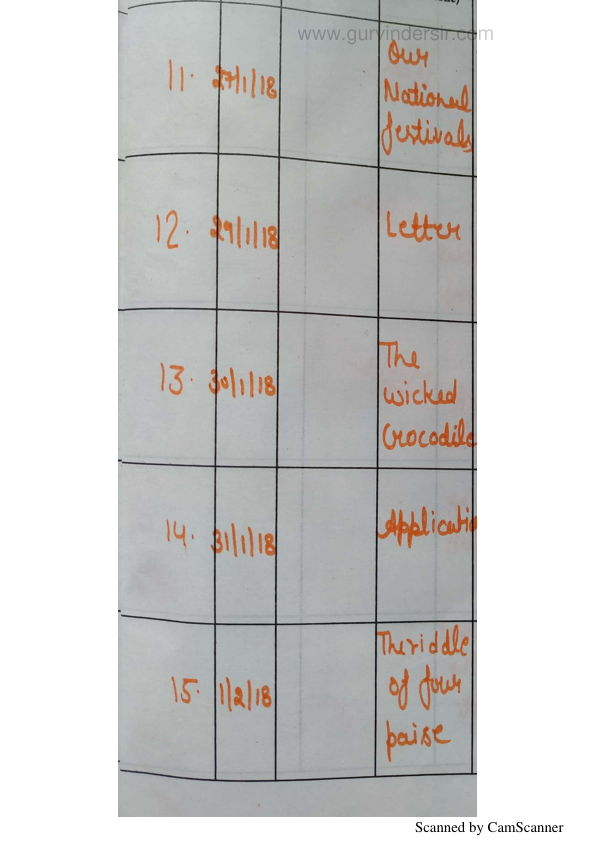 www.gurvindersir.com
11. 27/1/18 Our
National
festivals
12. 29/1/18 Letter
13. 30/1/18 The
wicked
Crocodile
14. 31/1/18 Applicatio
15. 1/2/18 The riddle
of four
paise
Scanned by CamScanner